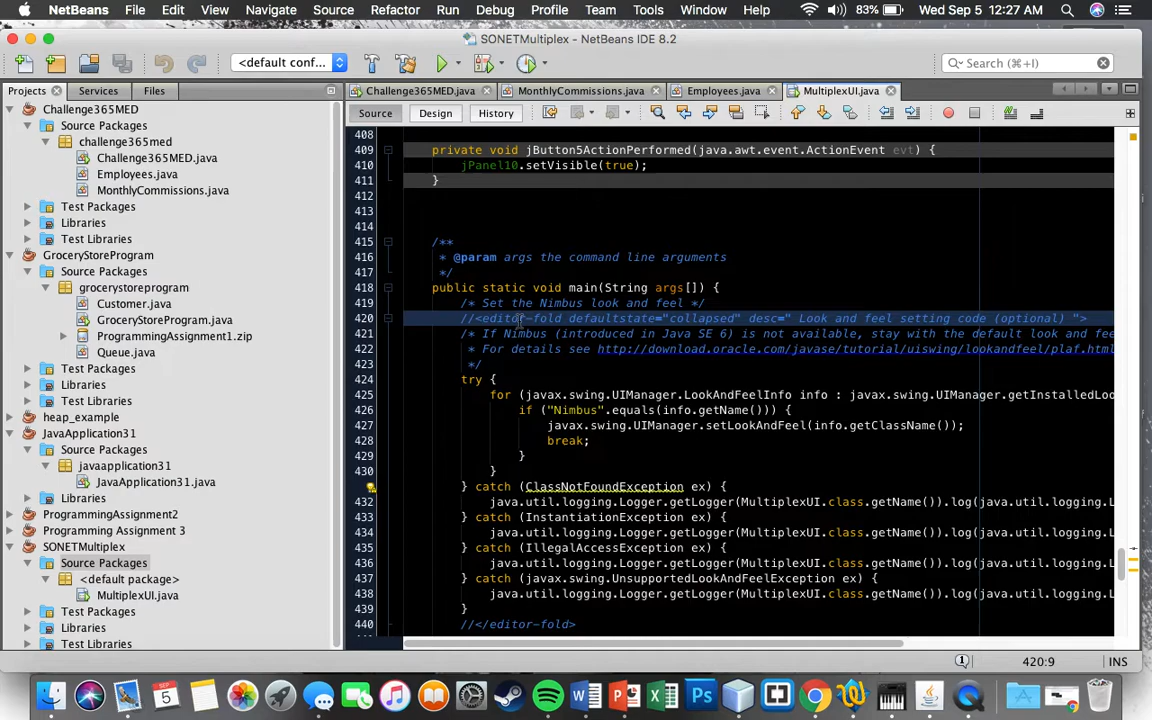 NetBeans File Edit View Navigate Source Refactor Run Debug Profile Team Tools Window Help 83% Wed Sep 5 12:27 AM
SONETMultiplex - NetBeans IDE 8.2
<default conf... Search (⌘+I)
Projects Services Files Challenge365MED.java MonthlyCommissions.java Employees.java MultiplexUI.java
Source Design History
Challenge365MED
Source Packages
challenge365med
Challenge365MED.java
Employees.java
MonthlyCommissions.java
Test Packages
Libraries
Test Libraries
GroceryStoreProgram
Source Packages
grocerystoreprogram
Customer.java
GroceryStoreProgram.java
ProgrammingAssignment1.zip
Queue.java
Test Packages
Libraries
Test Libraries
heap_example
JavaApplication31
Source Packages
javaapplication31
JavaApplication31.java
Libraries
ProgrammingAssignment2
Programming Assignment 3
SONETMultiplex
Source Packages
<default package>
MultiplexUI.java
Test Packages
Libraries
Test Libraries
408
409 private void jButton5ActionPerformed(java.awt.event.ActionEvent evt) {
410 jPanel10.setVisible(true);
411 }
412
413
414
415 /**
416 * @param args the command line arguments
417 */
418 public static void main(String args[]) {
419 /* Set the Nimbus look and feel */
420 //<editor-fold defaultstate="collapsed" desc=" Look and feel setting code (optional) ">
421 /* If Nimbus (introduced in Java SE 6) is not available, stay with the default look and fee
422 * For details see http://download.oracle.com/javase/tutorial/uiswing/lookandfeel/plaf.html
423 */
424 try {
425 for (javax.swing.UIManager.LookAndFeelInfo info : javax.swing.UIManager.getInstalledLoo
426 if ("Nimbus".equals(info.getName())) {
427 javax.swing.UIManager.setLookAndFeel(info.getClassName());
428 break;
429 }
430 }
431 } catch (ClassNotFoundException ex) {
432 java.util.logging.Logger.getLogger(MultiplexUI.class.getName()).log(java.util.logging.L
433 } catch (InstantiationException ex) {
434 java.util.logging.Logger.getLogger(MultiplexUI.class.getName()).log(java.util.logging.L
435 } catch (IllegalAccessException ex) {
436 java.util.logging.Logger.getLogger(MultiplexUI.class.getName()).log(java.util.logging.L
437 } catch (javax.swing.UnsupportedLookAndFeelException ex) {
438 java.util.logging.Logger.getLogger(MultiplexUI.class.getName()).log(java.util.logging.L
439 }
440 //</editor-fold>
1 420:9 INS
SEP
5
W P X Ps